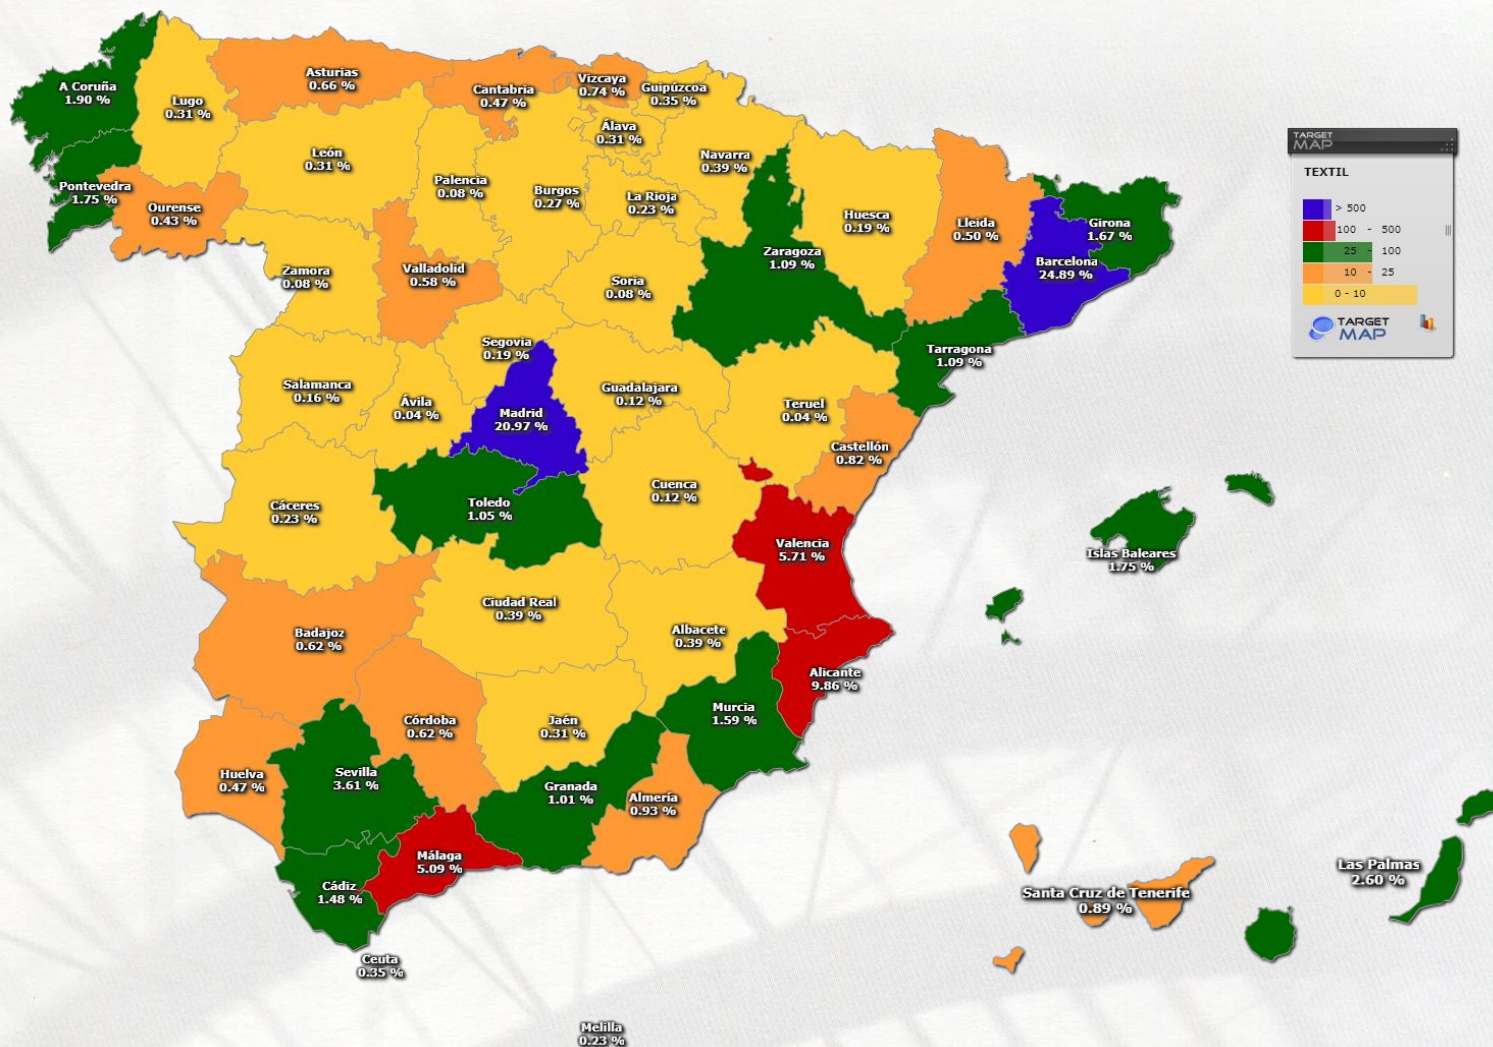 A Coruña
1.90 %
Lugo
0.31 %
Asturias
0.66 %
Cantabria
0.47 %
Vizcaya
0.74 %
Guipúzcoa
0.35 %
Álava
0.31 %
Navarra
0.39 %
León
0.31 %
Palencia
0.08 %
Burgos
0.27 %
La Rioja
0.23 %
Pontevedra
1.75 %
Ourense
0.43 %
Huesca
0.19 %
Lleida
0.50 %
Girona
1.67 %
Barcelona
24.89 %
Zaragoza
1.09 %
Zamora
0.08 %
Valladolid
0.58 %
Soria
0.08 %
Segovia
0.19 %
Tarragona
1.09 %
Salamanca
0.16 %
Ávila
0.04 %
Madrid
20.97 %
Guadalajara
0.12 %
Teruel
0.04 %
Castellón
0.82 %
Cáceres
0.23 %
Toledo
1.05 %
Cuenca
0.12 %
Valencia
5.71 %
Islas Baleares
1.75 %
Badajoz
0.62 %
Ciudad Real
0.39 %
Albacete
0.39 %
Alicante
9.86 %
Murcia
1.59 %
Córdoba
0.62 %
Jaén
0.31 %
Huelva
0.47 %
Sevilla
3.61 %
Granada
1.01 %
Almería
0.93 %
Málaga
5.09 %
Cádiz
1.48 %
Ceuta
0.35 %
Melilla
0.23 %
Santa Cruz de Tenerife
0.89 %
Las Palmas
2.60 %
TARGET
MAP
TEXTIL
> 500
100 - 500
25 - 100
10 - 25
0 - 10
TARGET
MAP